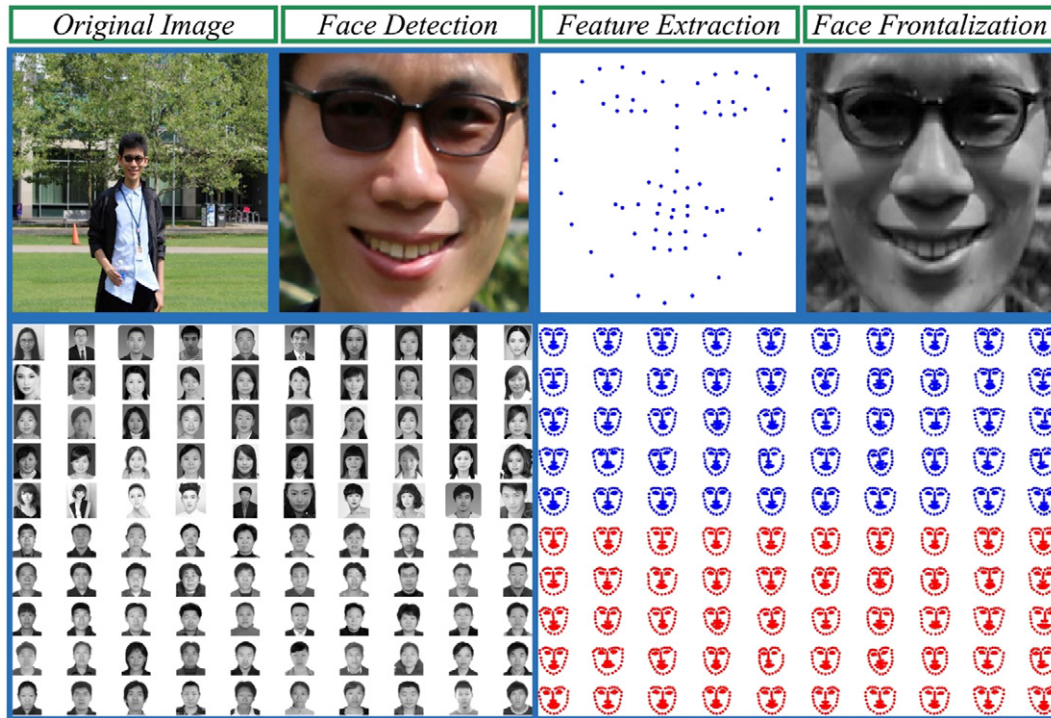 Original Image
Face Detection
Feature Extraction
Face Frontalization